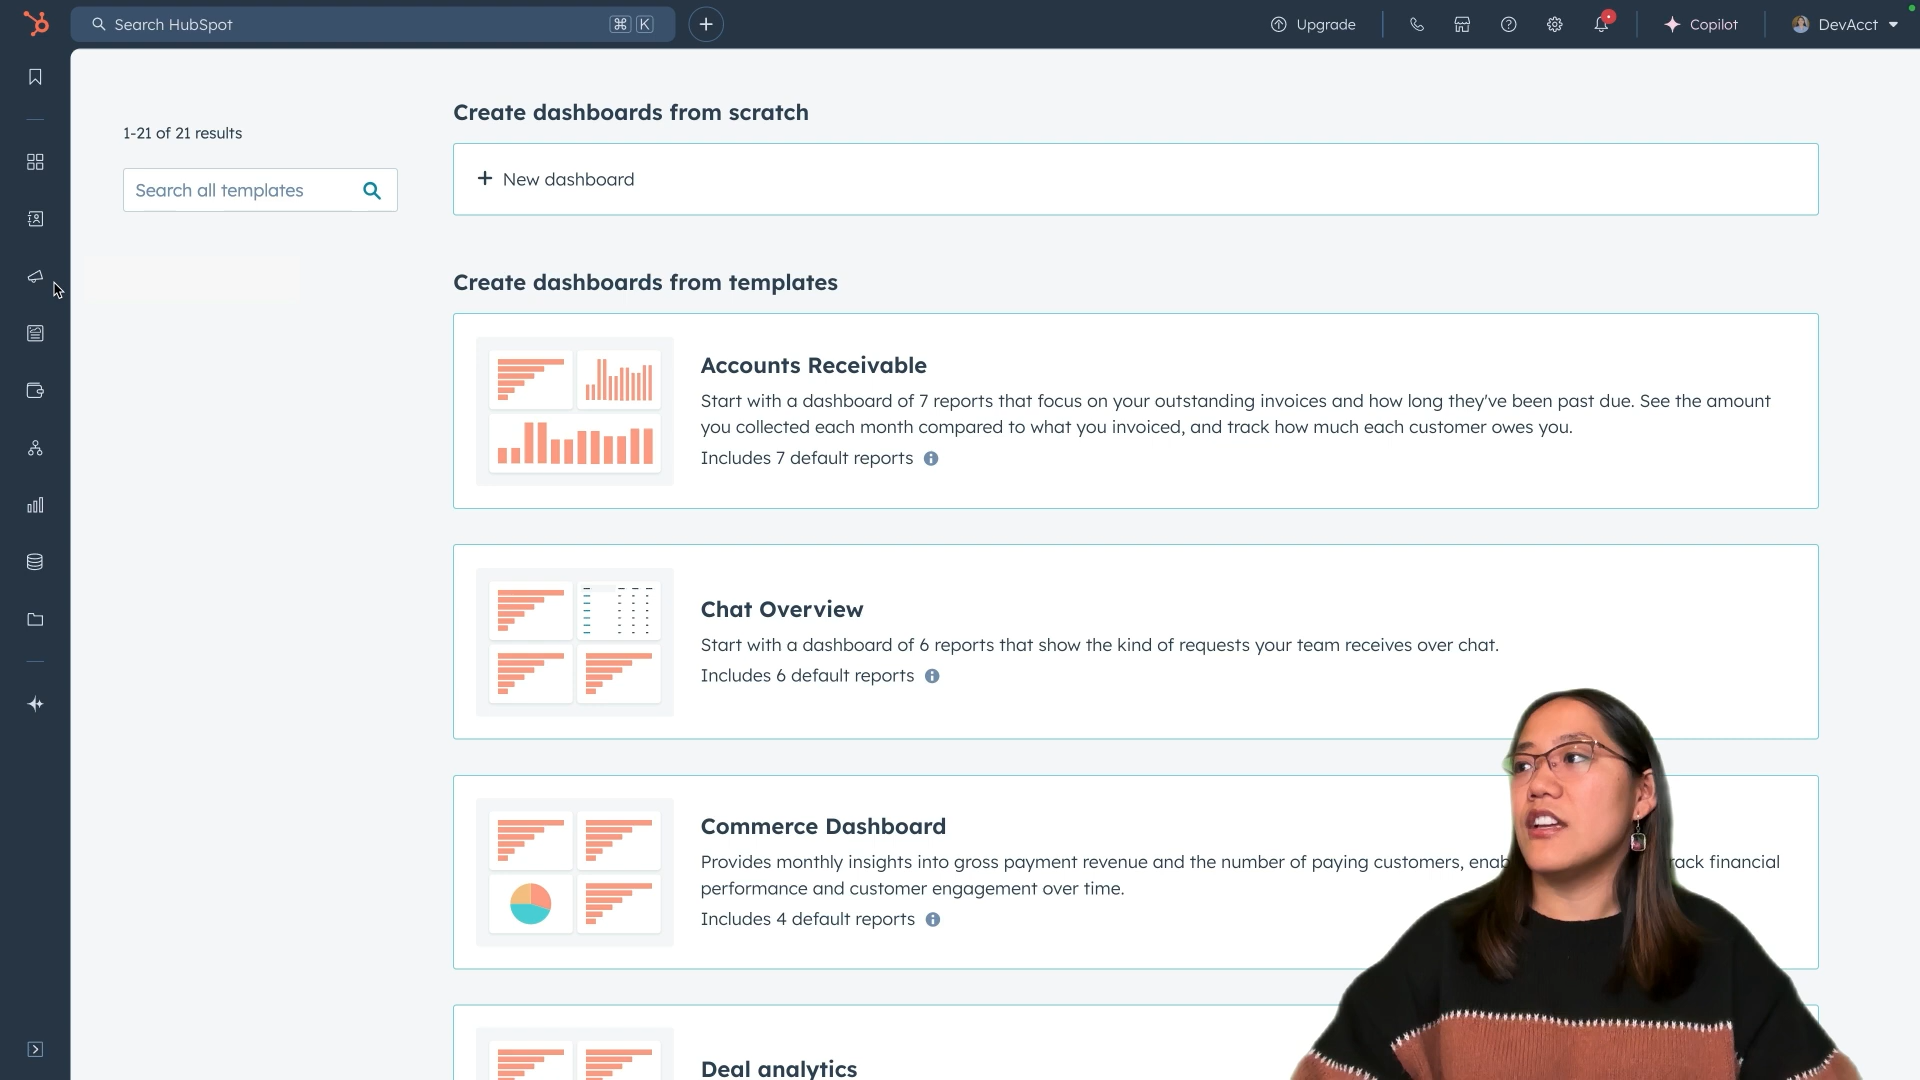 Search HubSpot
⌘ K
+
Upgrade
Copilot
DevAcct
1-21 of 21 results
Search all templates
Create dashboards from scratch
+ New dashboard
Create dashboards from templates
Accounts Receivable
Start with a dashboard of 7 reports that focus on your outstanding invoices and how long they've been past due. See the amount
you collected each month compared to what you invoiced, and track how much each customer owes you.
Includes 7 default reports
Chat Overview
Start with a dashboard of 6 reports that show the kind of requests your team receives over chat.
Includes 6 default reports
Commerce Dashboard
Provides monthly insights into gross payment revenue and the number of paying customers, financial
performance and customer engagement over time.
Includes 4 default reports
Deal analytics